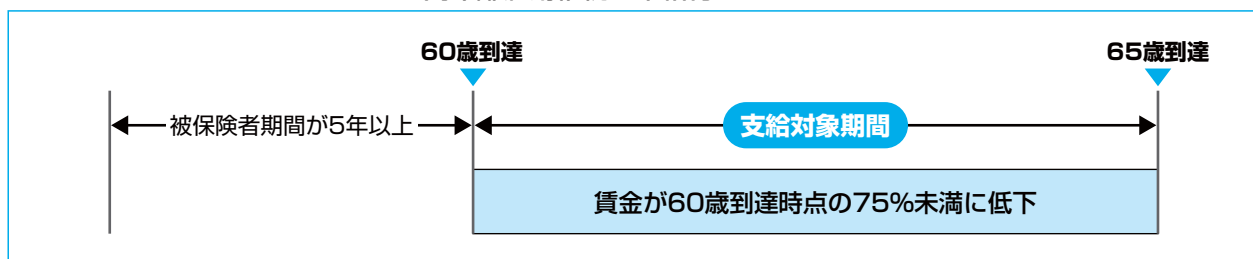 60歳到達
65歳到達
被保険者期間が5年以上
支給対象期間
賃金が60歳到達時点の75%未満に低下